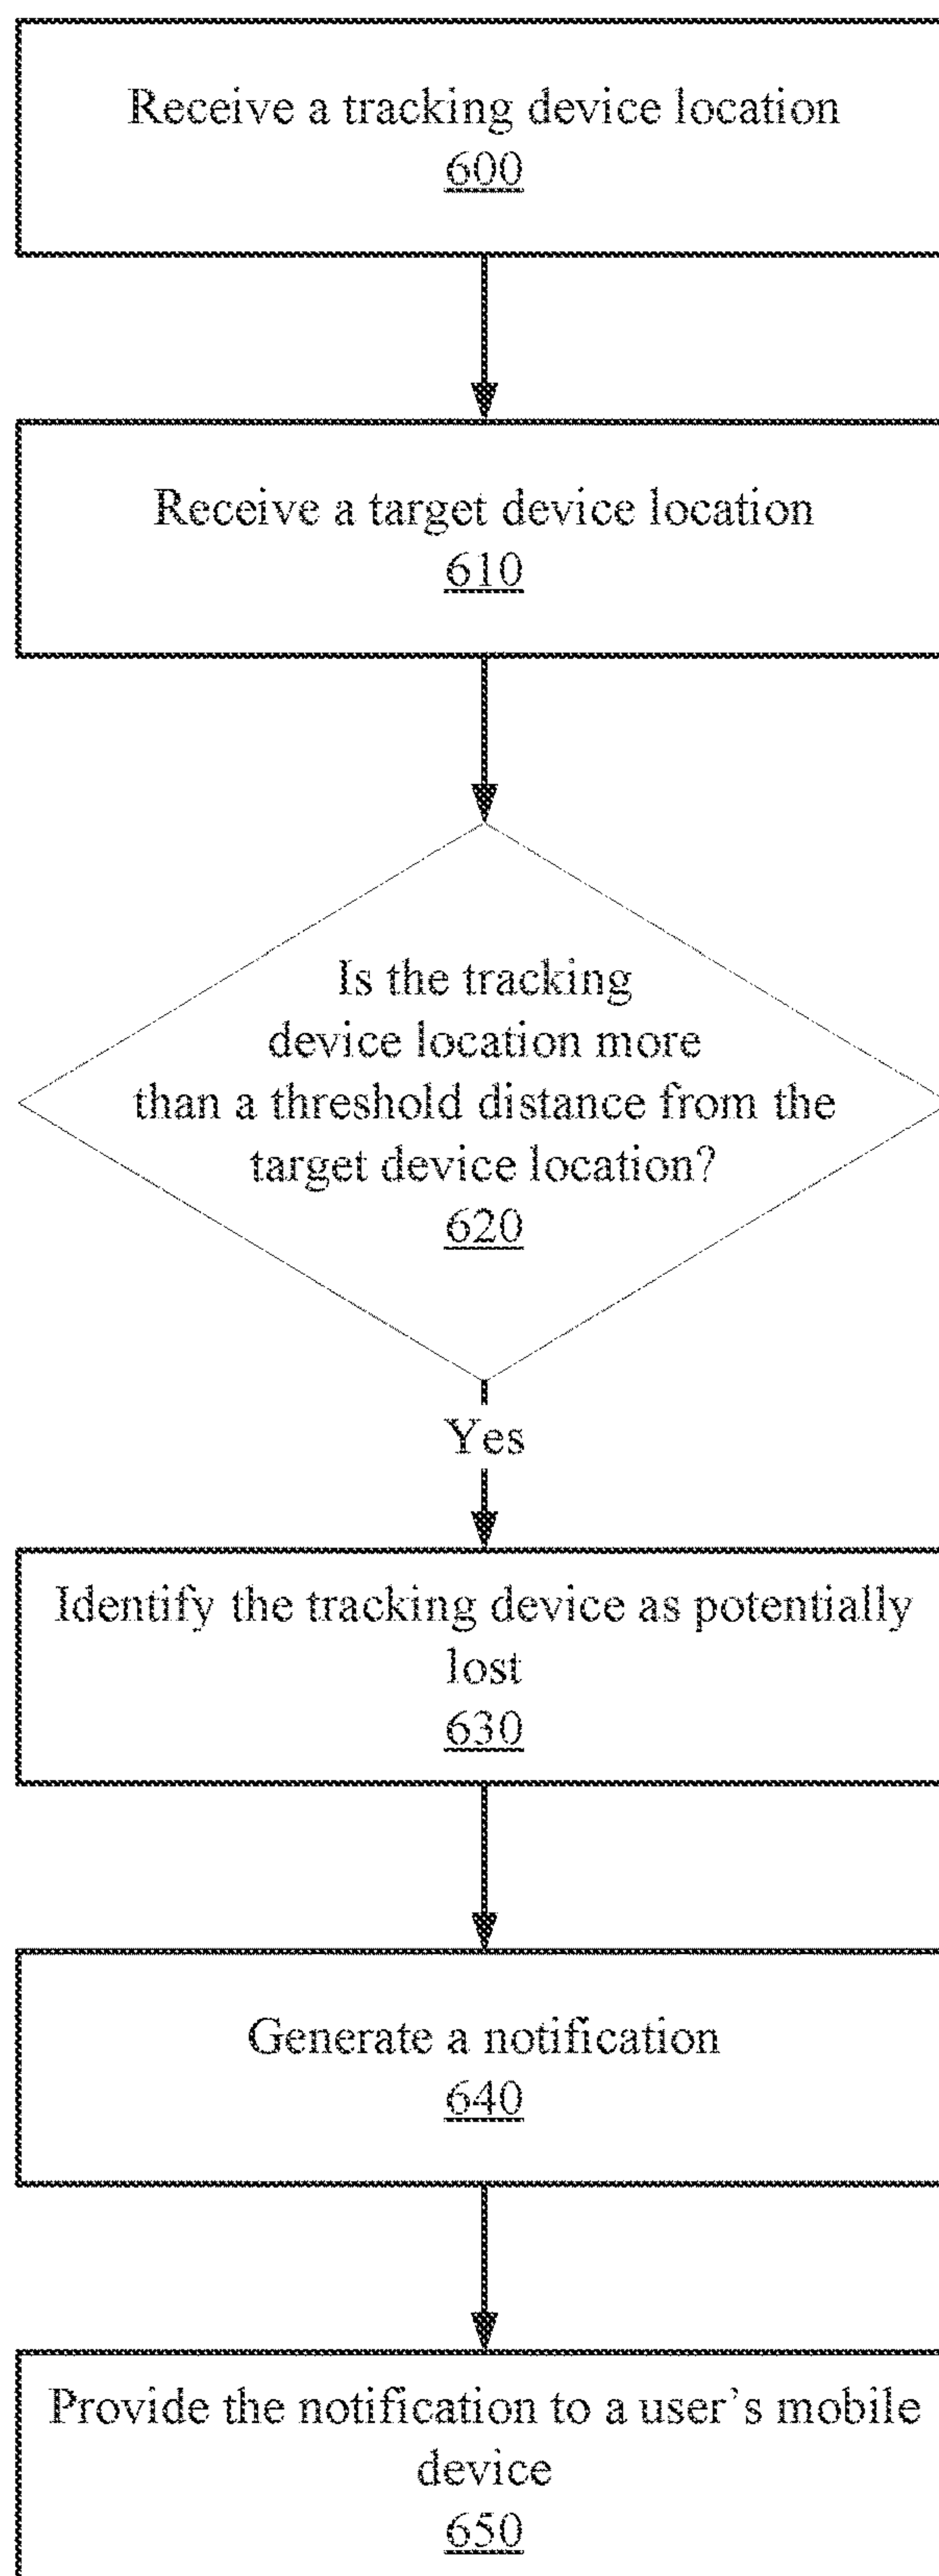 Receive a tracking device location
600
Receive a target device location
610
Is the tracking
device location more
than a threshold distance from the
target device location?
620
Yes
Identify the tracking device as potentially
lost
630
Generate a notification
640
Provide the notification to a user’s mobile
device
650